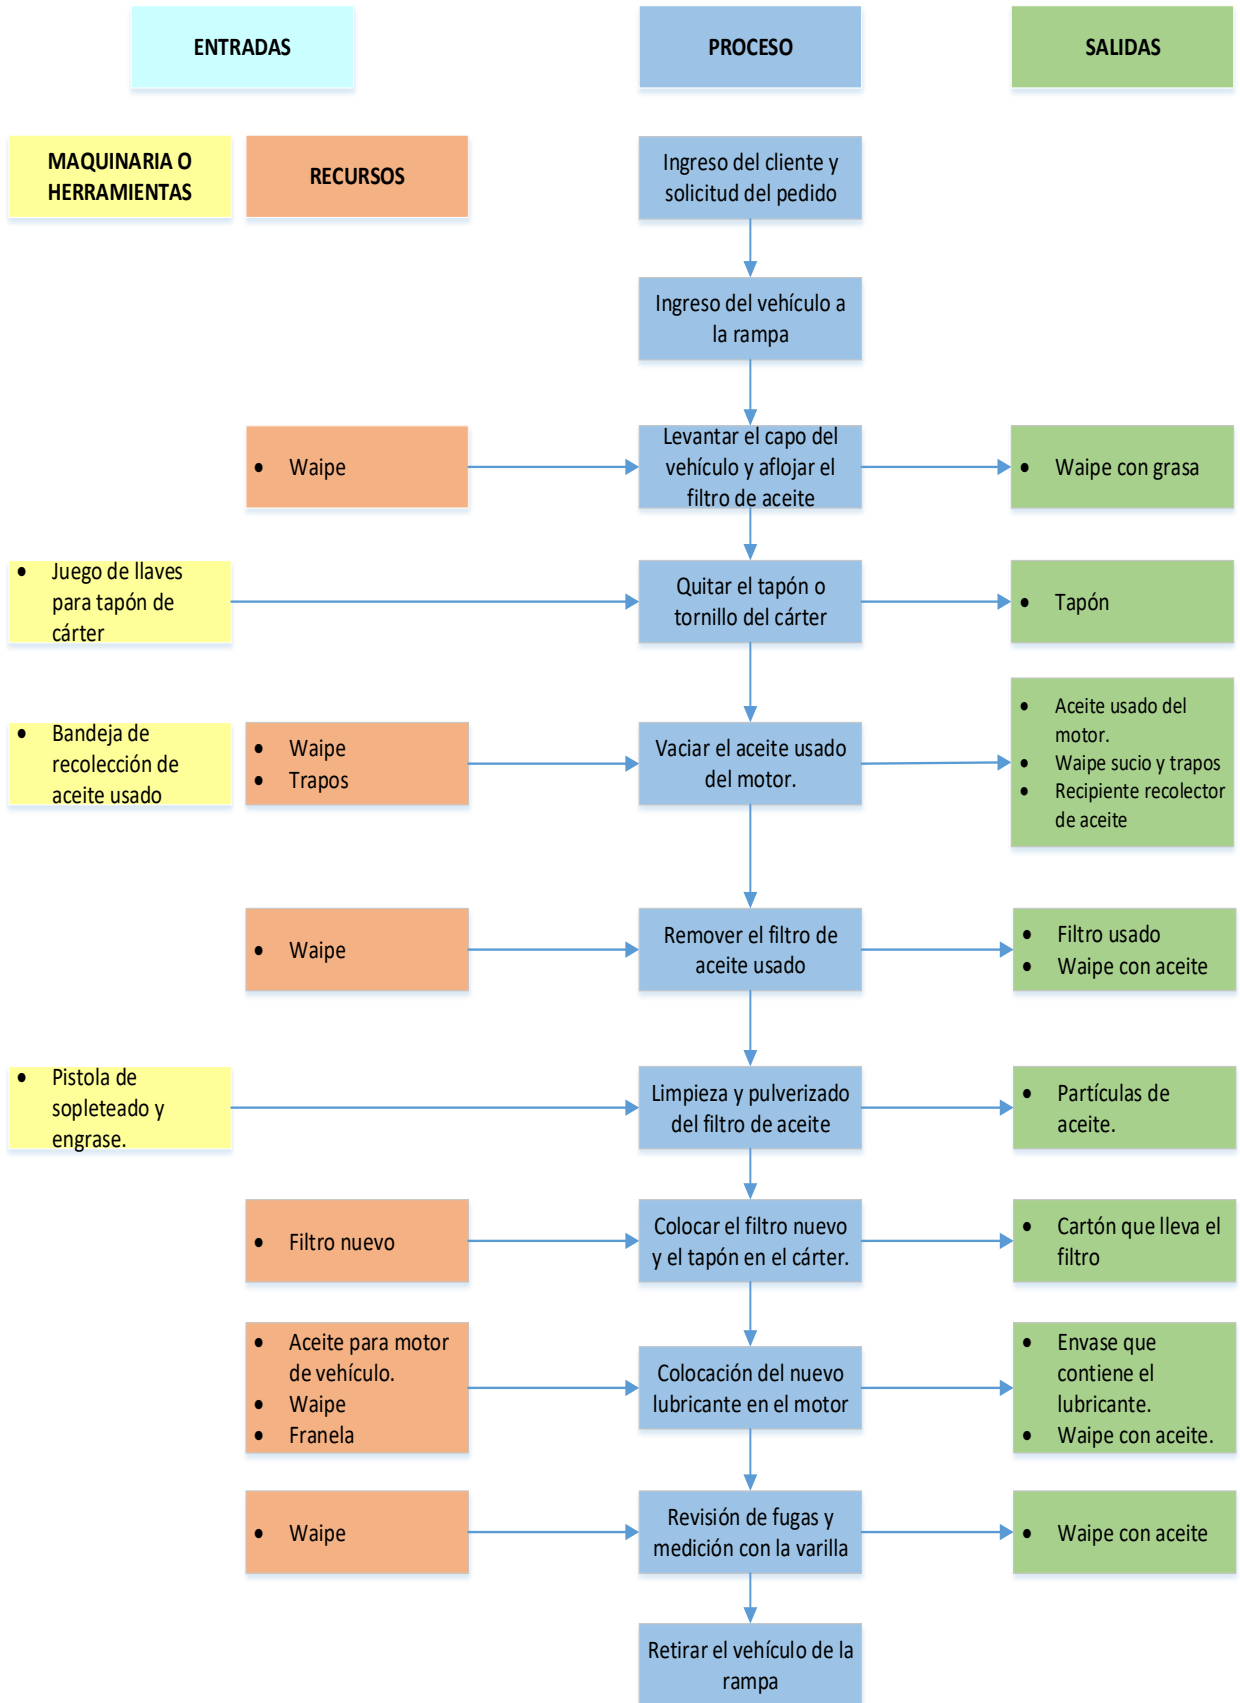 ENTRADAS
PROCESO
SALIDAS
MAQUINARIA O
HERRAMIENTAS
RECURSOS
Ingreso del cliente y
solicitud del pedido
Ingreso del vehículo a
la rampa
• Waipe
Levantar el capo del
vehículo y aflojar el
filtro de aceite
• Waipe con grasa
• Juego de llaves
para tapón de
cárter
Quitar el tapón o
tornillo del cárter
• Tapón
• Bandeja de
recolección de
aceite usado
• Waipe
• Trapos
Vaciar el aceite usado
del motor.
• Aceite usado del
motor.
• Waipe sucio y trapos
• Recipiente recolector
de aceite
• Waipe
Remover el filtro de
aceite usado
• Filtro usado
• Waipe con aceite
• Pistola de
sopleteado y
engrase.
Limpieza y pulverizado
del filtro de aceite
• Partículas de
aceite.
• Filtro nuevo
Colocar el filtro nuevo
y el tapón en el cárter.
• Cartón que lleva el
filtro
• Aceite para motor
de vehículo.
• Waipe
• Franela
Colocación del nuevo
lubricante en el motor
• Envase que
contiene el
lubricante.
• Waipe con aceite.
• Waipe
Revisión de fugas y
medición con la varilla
• Waipe con aceite
Retirar el vehículo de la
rampa